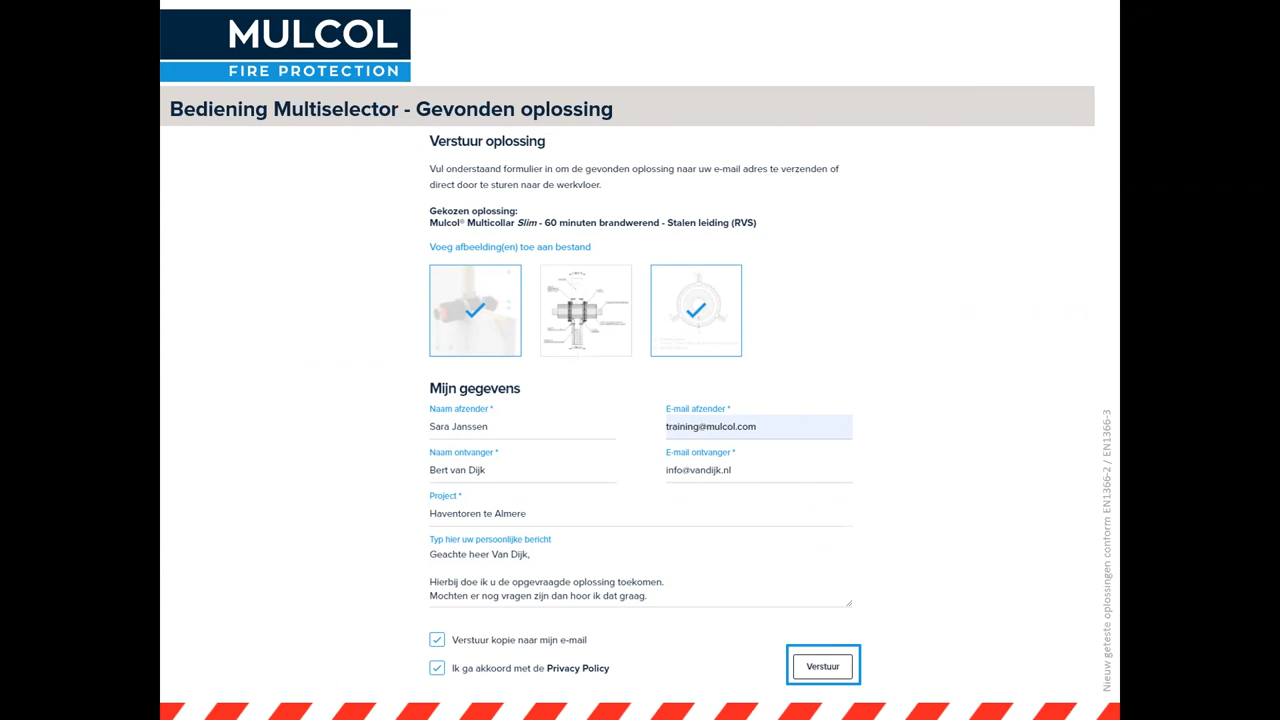 MULCOL
FIRE PROTECTION
Bediening Multiselector - Gevonden oplossing
Verstuur oplossing
Vul onderstaand formulier in om de gevonden oplossing naar uw e-mail adres te verzenden of
direct door te sturen naar de werkvloer.
Gekozen oplossing:
Mulcol® Multicollar Slim - 60 minuten brandwerend - Stalen leiding (RVS)
Voeg afbeelding(en) toe aan bestand
Mijn gegevens
Naam afzender *
E-mail afzender *
Sara Janssen
training@mulcol.com
Naam ontvanger *
E-mail ontvanger *
Bert van Dijk
info@vandijk.nl
Project *
Haventoren te Almere
Typ hier uw persoonlijke bericht
Geachte heer Van Dijk,
Hierbij doe ik u de opgevraagde oplossing toekomen.
Mochten er nog vragen zijn dan hoor ik dat graag.
Verstuur kopie naar mijn e-mail
Ik ga akkoord met de Privacy Policy
Verstuur
Nieuw geteste oplossingen conform EN1366-2 / EN1366-3